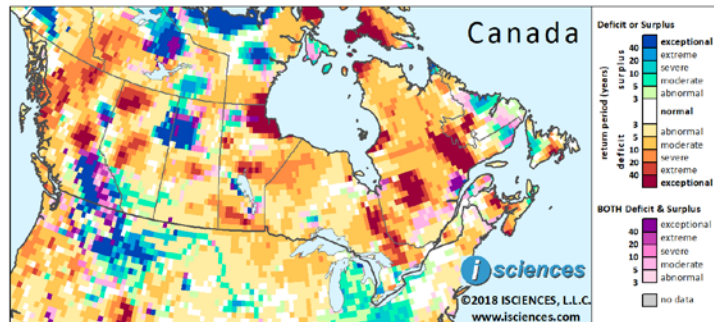 Canada
i sciences
©2018 ISCIENCES, L.L.C.
www.isciences.com
Deficit or Surplus
return period (years)
surplus
40 exceptional
20 extreme
10 severe
5 moderate
3 abnormal
normal
deficit
3 abnormal
5 moderate
10 severe
20 extreme
40 exceptional
BOTH Deficit & Surplus
40 exceptional
20 extreme
10 severe
5 moderate
3 abnormal
no data